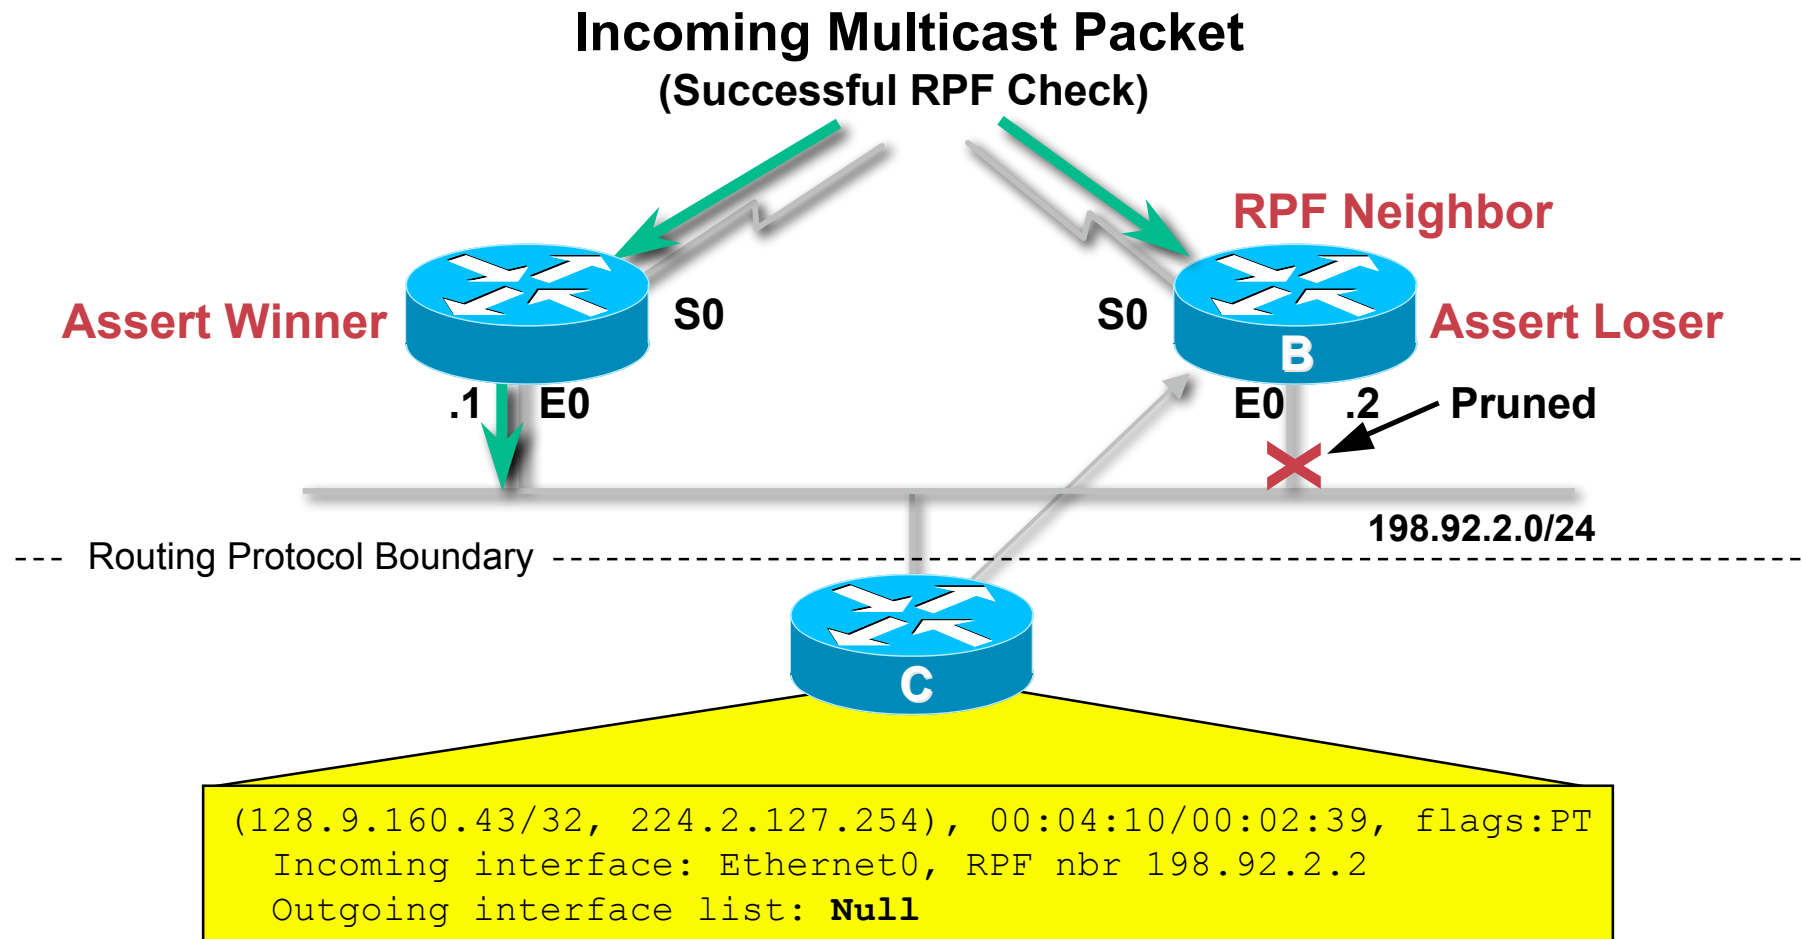 Incoming Multicast Packet
(Successful RPF Check)
RPF Neighbor
Assert Winner
S0
S0
Assert Loser
B
.1
E0
E0
.2
Pruned
198.92.2.0/24
Routing Protocol Boundary
C
(128.9.160.43/32, 224.2.127.254), 00:04:10/00:02:39, flags:PT
Incoming interface: Ethernet0, RPF nbr 198.92.2.2
Outgoing interface list: Null